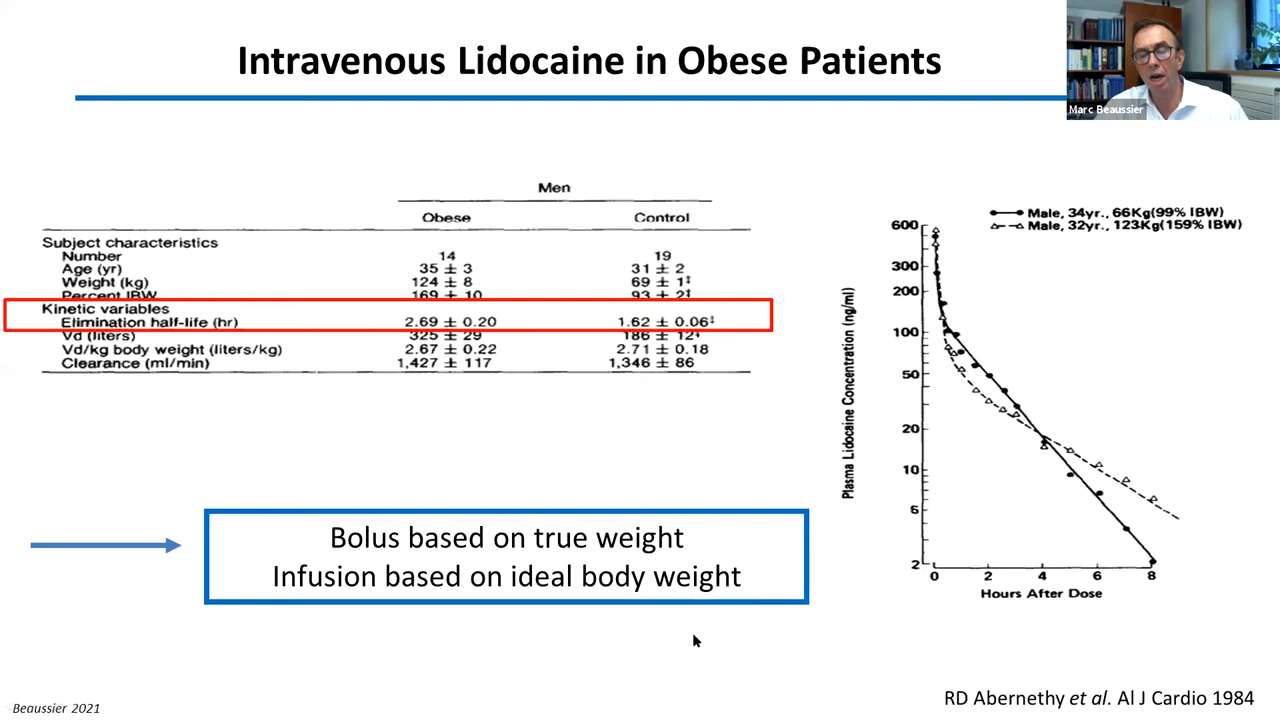 Intravenous Lidocaine in Obese Patients
Marc Beaussier
Men
Obese Control
Subject characteristics
Number 14 19
Age (yr) 35 ± 3 31 ± 2
Weight (kg) 124 ± 8 69 ± 1‡
Percent IBW 169 ± 10 93 ± 2‡
Kinetic variables
Elimination half-life (hr) 2.69 ± 0.20 1.62 ± 0.06‡
Vd (liters) 325 ± 29 186 ± 12
Vd/kg body weight (liters/kg) 2.67 ± 0.22 2.71 ± 0.18
Clearance (ml/min) 1,427 ± 117 1,346 ± 86
Male, 34yr., 66Kg(99% IBW)
Male, 32yr., 123Kg(159% IBW)
Plasma Lidocaine Concentration (ng/ml)
600
300
200
100
50
20
10
5
2
0 2 4 6 8
Hours After Dose
Bolus based on true weight
Infusion based on ideal body weight
Beaussier 2021
RD Abernethy et al. Al J Cardio 1984